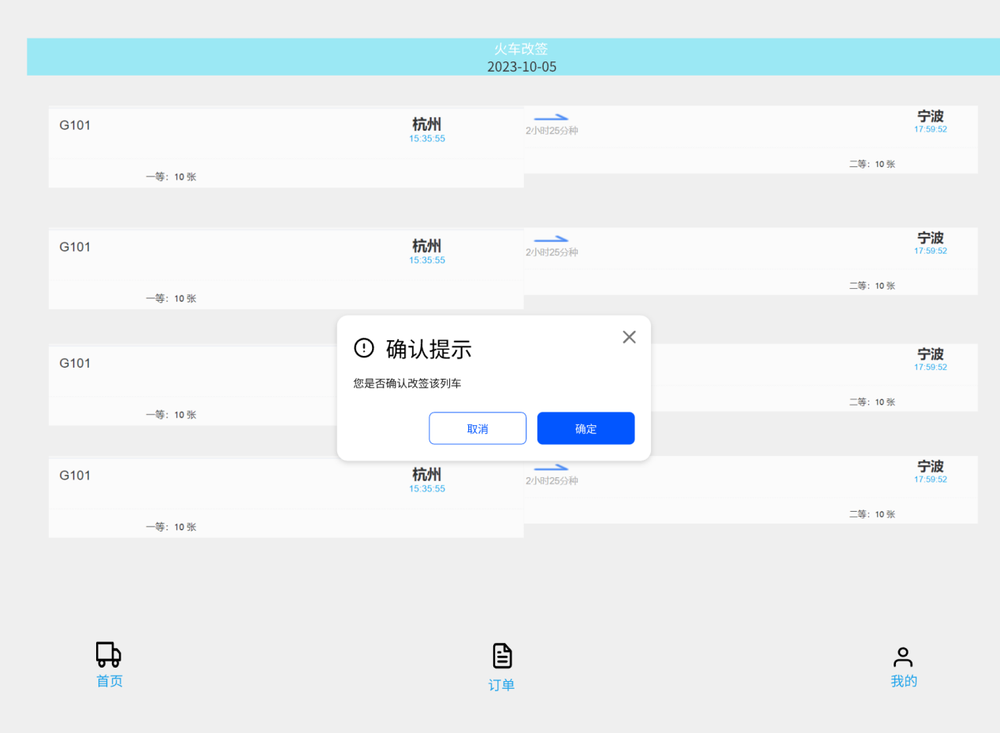 火车改签
2023-10-05
G101
杭州
15:35:55
2小时25分种
宁波
17:59:52
一等：10 张
二等：10 张
G101
杭州
15:35:55
2小时25分种
宁波
17:59:52
一等：10 张
二等：10 张
确认提示
您是否确认改签该列车
取消
确定
G101
宁波
17:59:52
一等：10 张
二等：10 张
G101
杭州
15:35:55
2小时25分种
宁波
17:59:52
一等：10 张
二等：10 张
首页
订单
我的